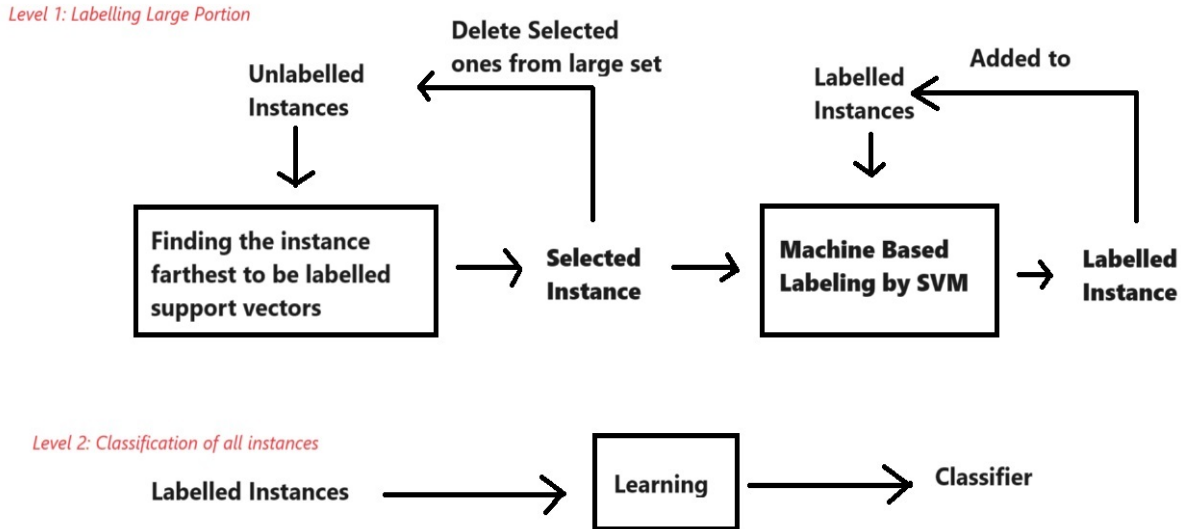 Level 1: Labelling Large Portion
Delete Selected
ones from large set
Unlabelled
Instances
Added to
Labelled
Instances
Finding the instance
farthest to be labelled
support vectors
Selected
Instance
Machine Based
Labeling by SVM
Labelled
Instance
Level 2: Classification of all instances
Labelled Instances
Learning
Classifier